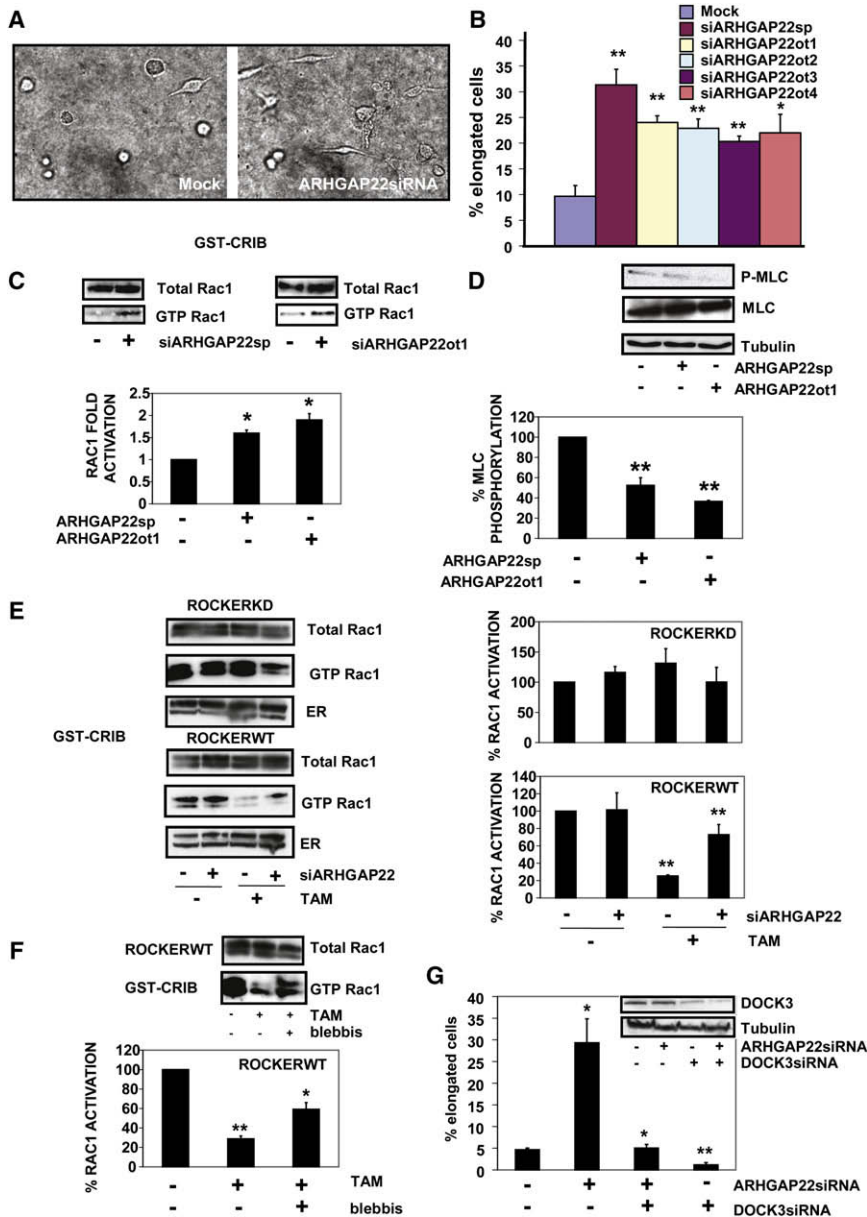 A
Mock
ARHGAP22siRNA
B
Mock
siARHGAP22sp
siARHGAP22ot1
siARHGAP22ot2
siARHGAP22ot3
siARHGAP22ot4
% elongated cells
40
35
30
25
20
15
10
5
0
** ** ** ** *
GST-CRIB
C
Total Rac1
GTP Rac1
- +
siARHGAP22sp
Total Rac1
GTP Rac1
- +
siARHGAP22ot1
RAC1 FOLD
ACTIVATION
2.5
2
1.5
1
0.5
0
* *
ARHGAP22sp - + -
ARHGAP22ot1 - - +
D
P-MLC
MLC
Tubulin
- + - ARHGAP22sp
- - + ARHGAP22ot1
% MLC
PHOSPHORYLATION
120
100
80
60
40
20
0
** **
ARHGAP22sp - + -
ARHGAP22ot1 - - +
E
ROCKERKD
Total Rac1
GTP Rac1
ER
GST-CRIB
ROCKERWT
Total Rac1
GTP Rac1
ER
- + - + siARHGAP22
- + TAM
% RAC1 ACTIVATION
200
150
100
50
0
ROCKERKD
% RAC1 ACTIVATION
120
100
80
60
40
20
0
ROCKERWT
** **
- + - + siARHGAP22
- + TAM
F
ROCKERWT
Total Rac1
GST-CRIB
GTP Rac1
- + + TAM
- - + blebbis
% RAC1 ACTIVATION
120
100
80
60
40
20
0
ROCKERWT
** *
- + + TAM
- - + blebbis
G
% elongated cells
40
35
30
25
20
15
10
5
0
* * **
DOCK3
Tubulin
- + - + ARHGAP22siRNA
- - + + DOCK3siRNA
- + + - ARHGAP22siRNA
- - + + DOCK3siRNA